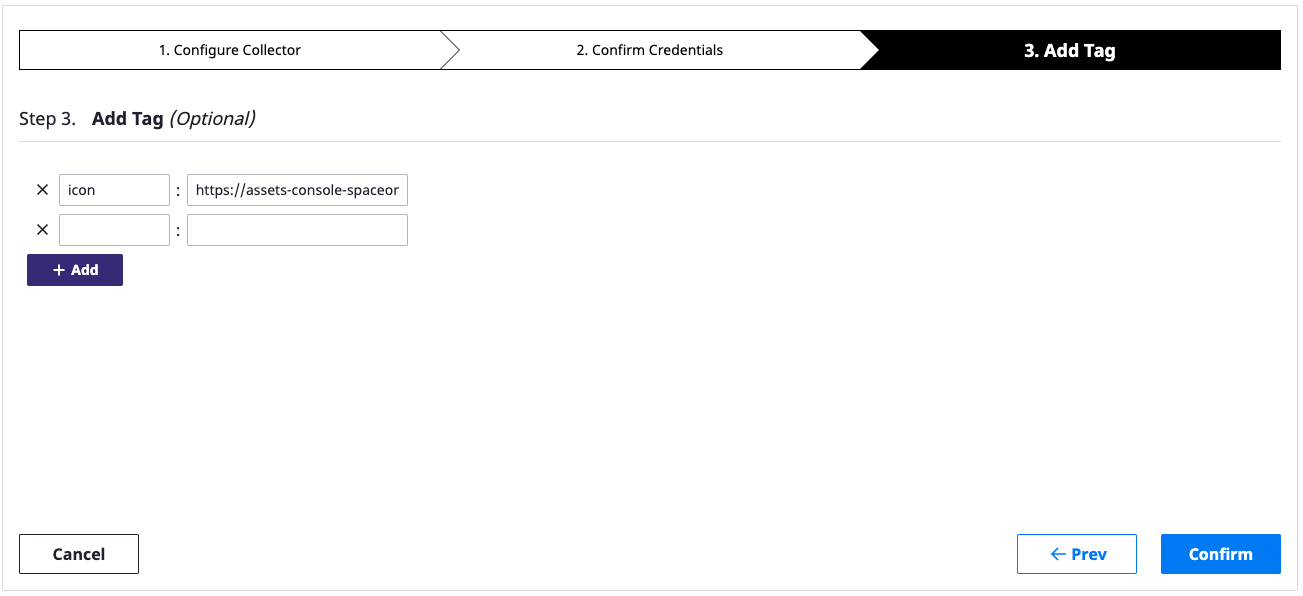 1. Configure Collector 2. Confirm Credentials 3. Add Tag
Step 3. Add Tag (Optional)
× icon : https://assets-console-spaceor
× :
+ Add
Cancel ← Prev Confirm